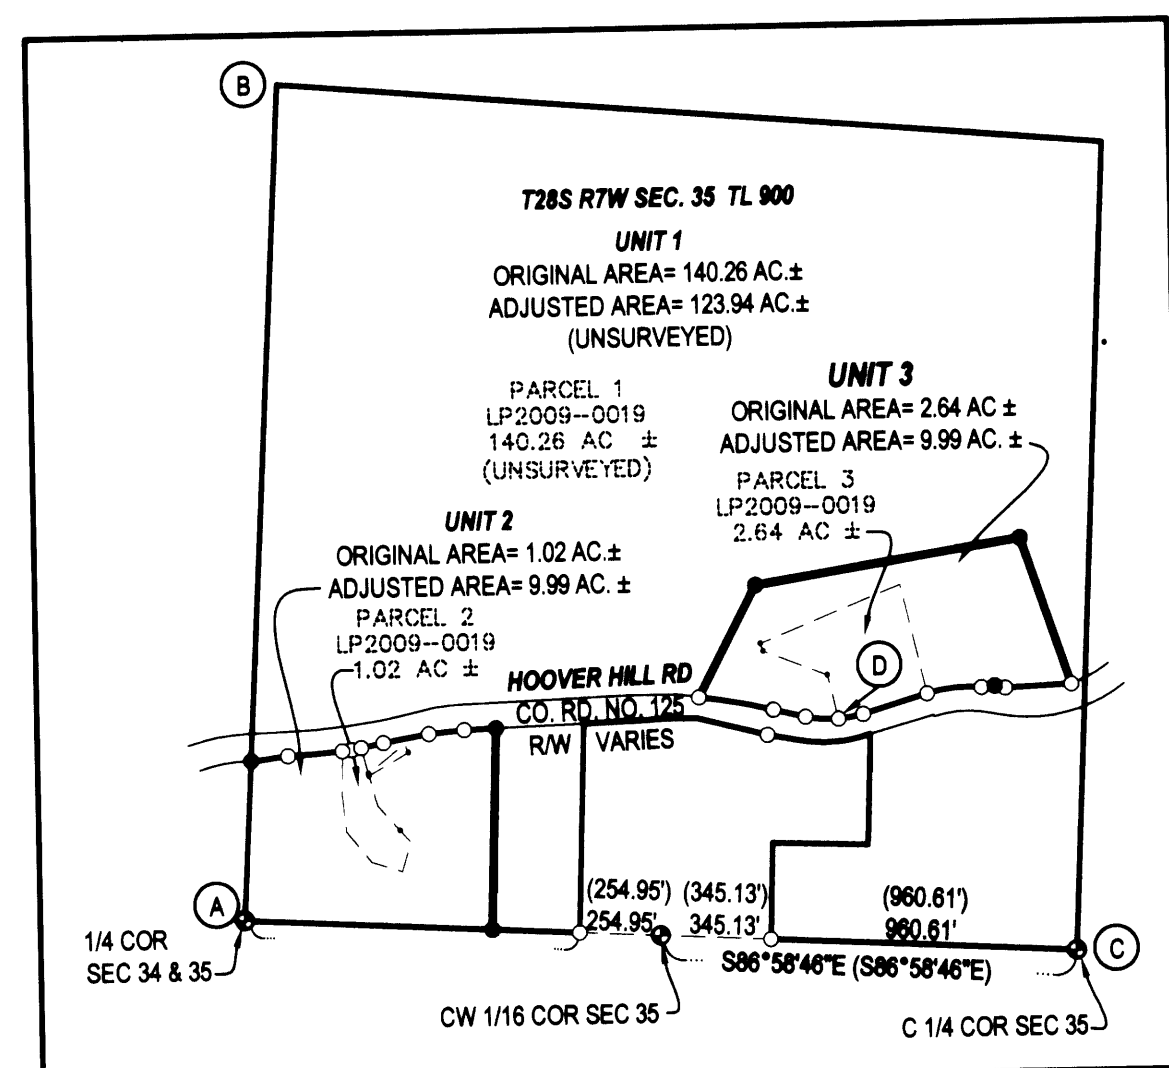 B
T28S R7W SEC. 35 TL 900
UNIT 1
ORIGINAL AREA= 140.26 AC.±
ADJUSTED AREA= 123.94 AC.±
(UNSURVEYED)
PARCEL 1
LP2009--0019
140.26 AC ±
(UNSURVEYED)
UNIT 3
ORIGINAL AREA= 2.64 AC ±
ADJUSTED AREA= 9.99 AC. ±
PARCEL 3
LP2009--0019
2.64 AC ±
UNIT 2
ORIGINAL AREA= 1.02 AC.±
ADJUSTED AREA= 9.99 AC. ±
PARCEL 2
LP2009--0019
1.02 AC ±
D
HOOVER HILL RD
CO. RD. NO. 125
R/W VARIES
A
(254.95') (345.13') (960.61')
254.95' 345.13' 960.61'
S86°58'46"E (S86°58'46"E)
C
1/4 COR
SEC 34 & 35
CW 1/16 COR SEC 35
C 1/4 COR SEC 35